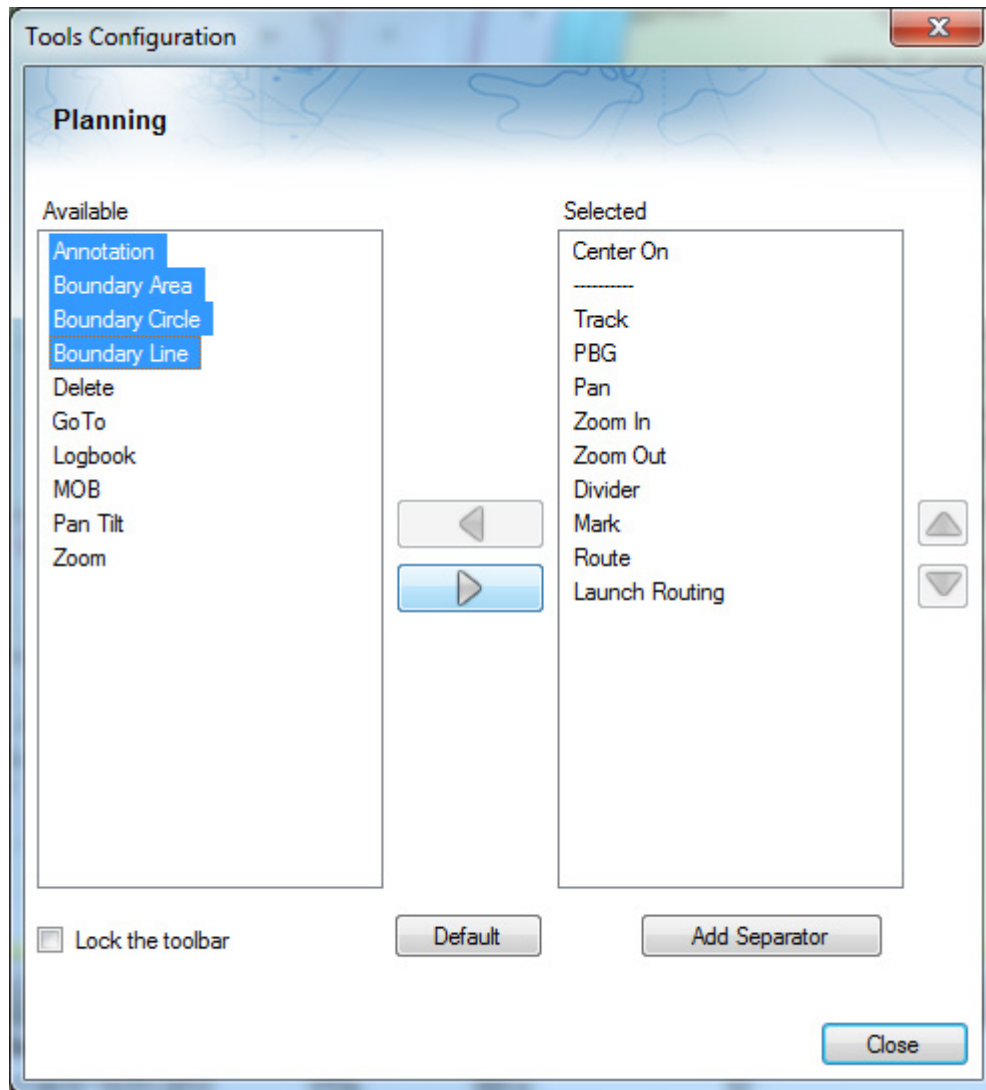 Tools Configuration
Planning
Available
Annotation
Boundary Area
Boundary Circle
Boundary Line
Delete
GoTo
Logbook
MOB
Pan Tilt
Zoom
Selected
Center On
----------
Track
PBG
Pan
Zoom In
Zoom Out
Divider
Mark
Route
Launch Routing
Lock the toolbar
Default
Add Separator
Close